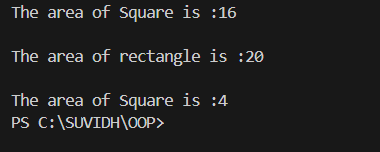 The area of Square is :16
The area of rectangle is :20
The area of Square is :4
PS C:\SUVIDH\OOP>